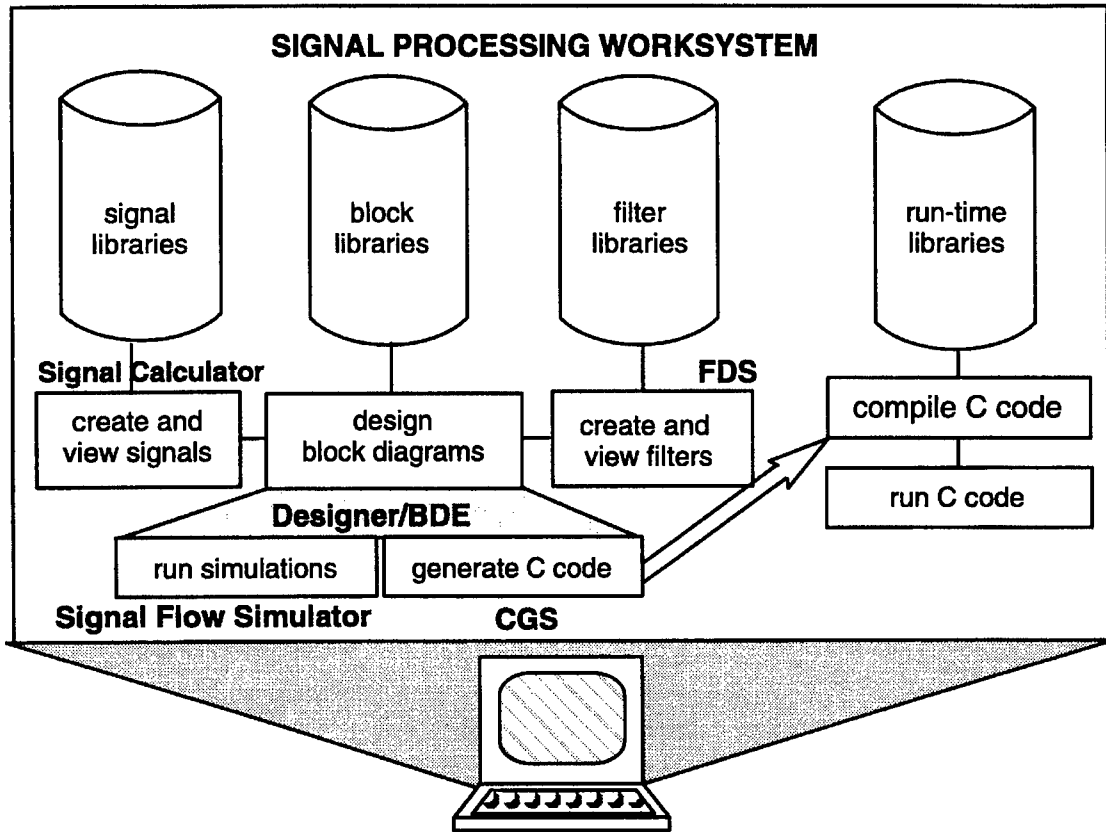 SIGNAL PROCESSING WORKSYSTEM
signal
libraries
block
libraries
filter
libraries
run-time
libraries
Signal Calculator
FDS
create and
view signals
design
block diagrams
create and
view filters
compile C code
run C code
Designer/BDE
run simulations
generate C code
Signal Flow Simulator
CGS